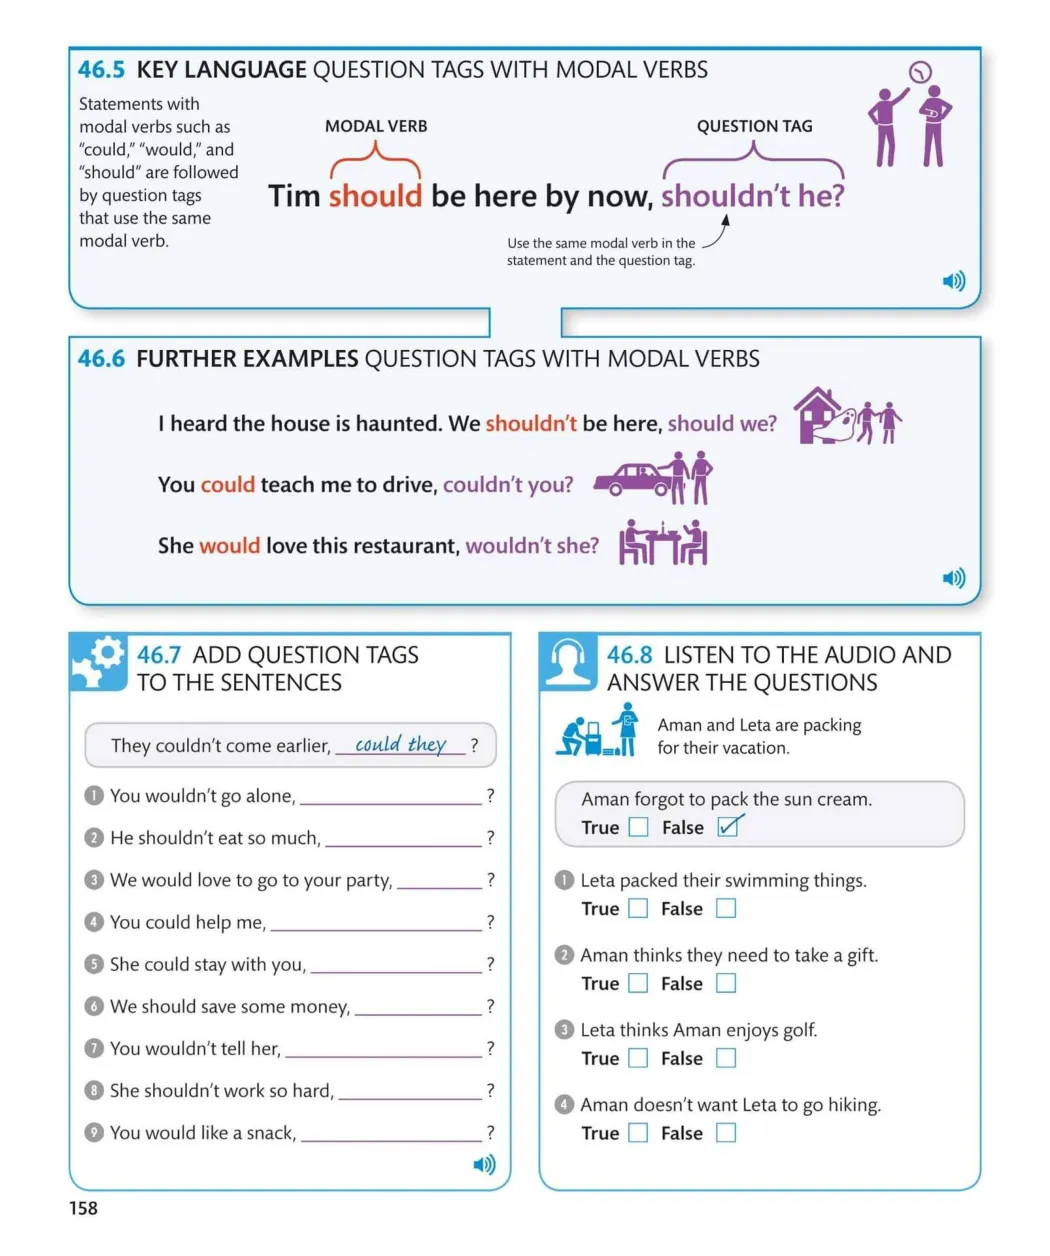 46.5 KEY LANGUAGE QUESTION TAGS WITH MODAL VERBS
Statements with
modal verbs such as
“could,” “would,” and
“should” are followed
by question tags
that use the same
modal verb.
MODAL VERB
QUESTION TAG
Tim should be here by now, shouldn’t he?
Use the same modal verb in the
statement and the question tag.
46.6 FURTHER EXAMPLES QUESTION TAGS WITH MODAL VERBS
I heard the house is haunted. We shouldn’t be here, should we?
You could teach me to drive, couldn’t you?
She would love this restaurant, wouldn’t she?
46.7 ADD QUESTION TAGS
TO THE SENTENCES
They couldn’t come earlier, could they ?
1 You wouldn’t go alone, ?
2 He shouldn’t eat so much, ?
3 We would love to go to your party, ?
4 You could help me, ?
5 She could stay with you, ?
6 We should save some money, ?
7 You wouldn’t tell her, ?
8 She shouldn’t work so hard, ?
9 You would like a snack, ?
46.8 LISTEN TO THE AUDIO AND
ANSWER THE QUESTIONS
Aman and Leta are packing
for their vacation.
Aman forgot to pack the sun cream.
True False
1 Leta packed their swimming things.
True False
2 Aman thinks they need to take a gift.
True False
3 Leta thinks Aman enjoys golf.
True False
4 Aman doesn’t want Leta to go hiking.
True False
158